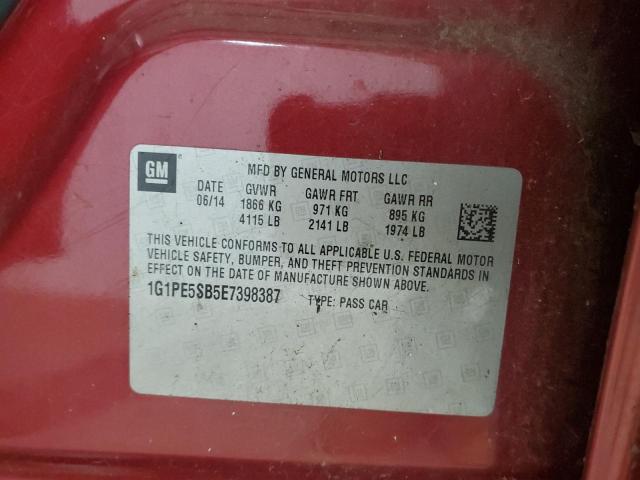 GM
MFD BY GENERAL MOTORS LLC
DATE GVWR GAWR FRT GAWR RR
06/14 1866 KG 971 KG 895 KG
4115 LB 2141 LB 1974 LB
THIS VEHICLE CONFORMS TO ALL APPLICABLE U.S. FEDERAL MOTOR
VEHICLE SAFETY, BUMPER, AND THEFT PREVENTION STANDARDS IN
EFFECT ON THE DATE OF MANUFACTURE SHOWN ABOVE.
1G1PE5SB5E7398387 TYPE: PASS CAR